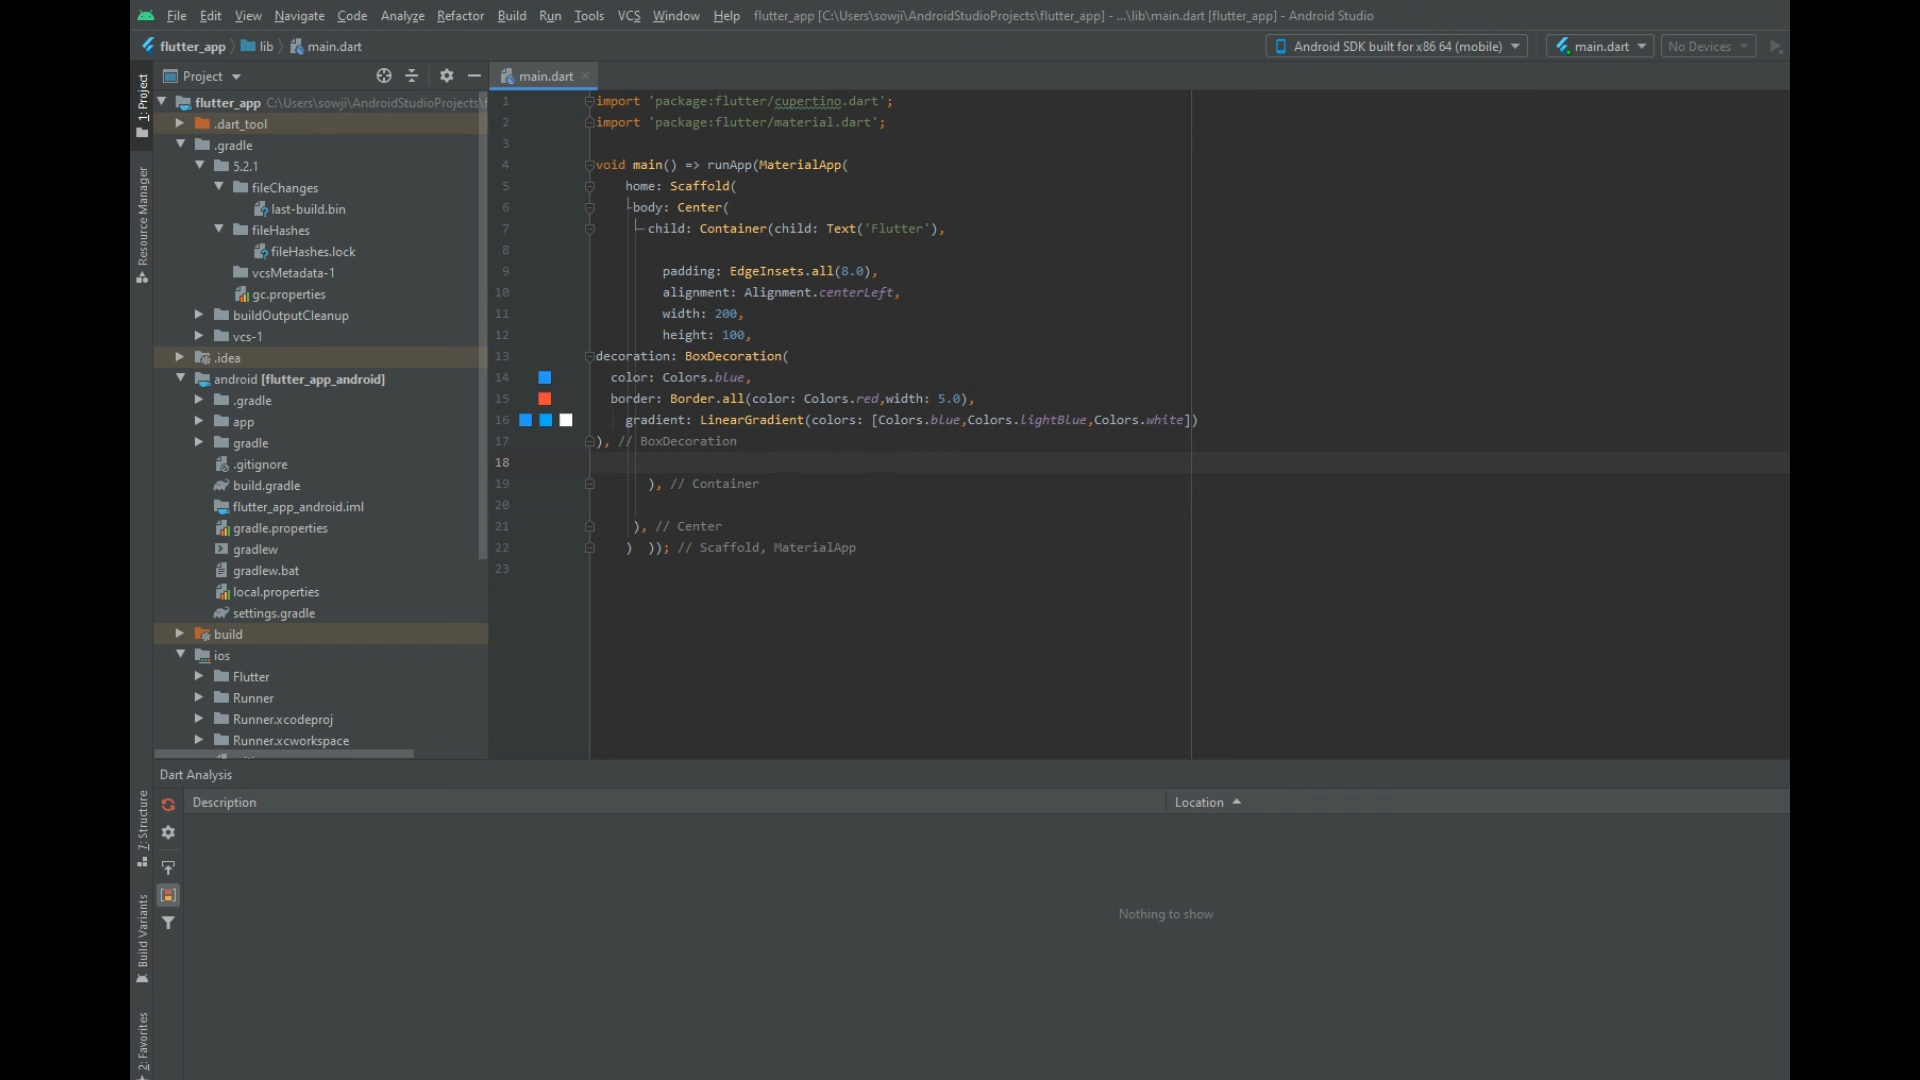 File Edit View Navigate Code Analyze Refactor Build Run Tools VCS Window Help flutter_app [C:\Users\sowji\AndroidStudioProjects\flutter_app] - ...\lib\main.dart [flutter_app] - Android Studio
flutter_app lib main.dart Android SDK built for x86 64 (mobile) main.dart No Devices
Project main.dart
1: Project
Resource Manager
7: Structure
Build Variants
2: Favorites
flutter_app C:\Users\sowji\AndroidStudioProjects\f
.dart_tool
.gradle
5.2.1
fileChanges
last-build.bin
fileHashes
fileHashes.lock
vcsMetadata-1
gc.properties
buildOutputCleanup
vcs-1
.idea
android [flutter_app_android]
.gradle
app
gradle
.gitignore
build.gradle
flutter_app_android.iml
gradle.properties
gradlew
gradlew.bat
local.properties
settings.gradle
build
ios
Flutter
Runner
Runner.xcodeproj
Runner.xcworkspace
1 import 'package:flutter/cupertino.dart';
2 import 'package:flutter/material.dart';
3
4 void main() => runApp(MaterialApp(
5 home: Scaffold(
6 body: Center(
7 child: Container(child: Text('Flutter'),
8
9 padding: EdgeInsets.all(8.0),
10 alignment: Alignment.centerLeft,
11 width: 200,
12 height: 100,
13 decoration: BoxDecoration(
14 color: Colors.blue,
15 border: Border.all(color: Colors.red,width: 5.0),
16 gradient: LinearGradient(colors: [Colors.blue,Colors.lightBlue,Colors.white])
17 ), // BoxDecoration
18
19 ), // Container
20
21 ), // Center
22 ) )); // Scaffold, MaterialApp
23
Dart Analysis
Description Location
Nothing to show